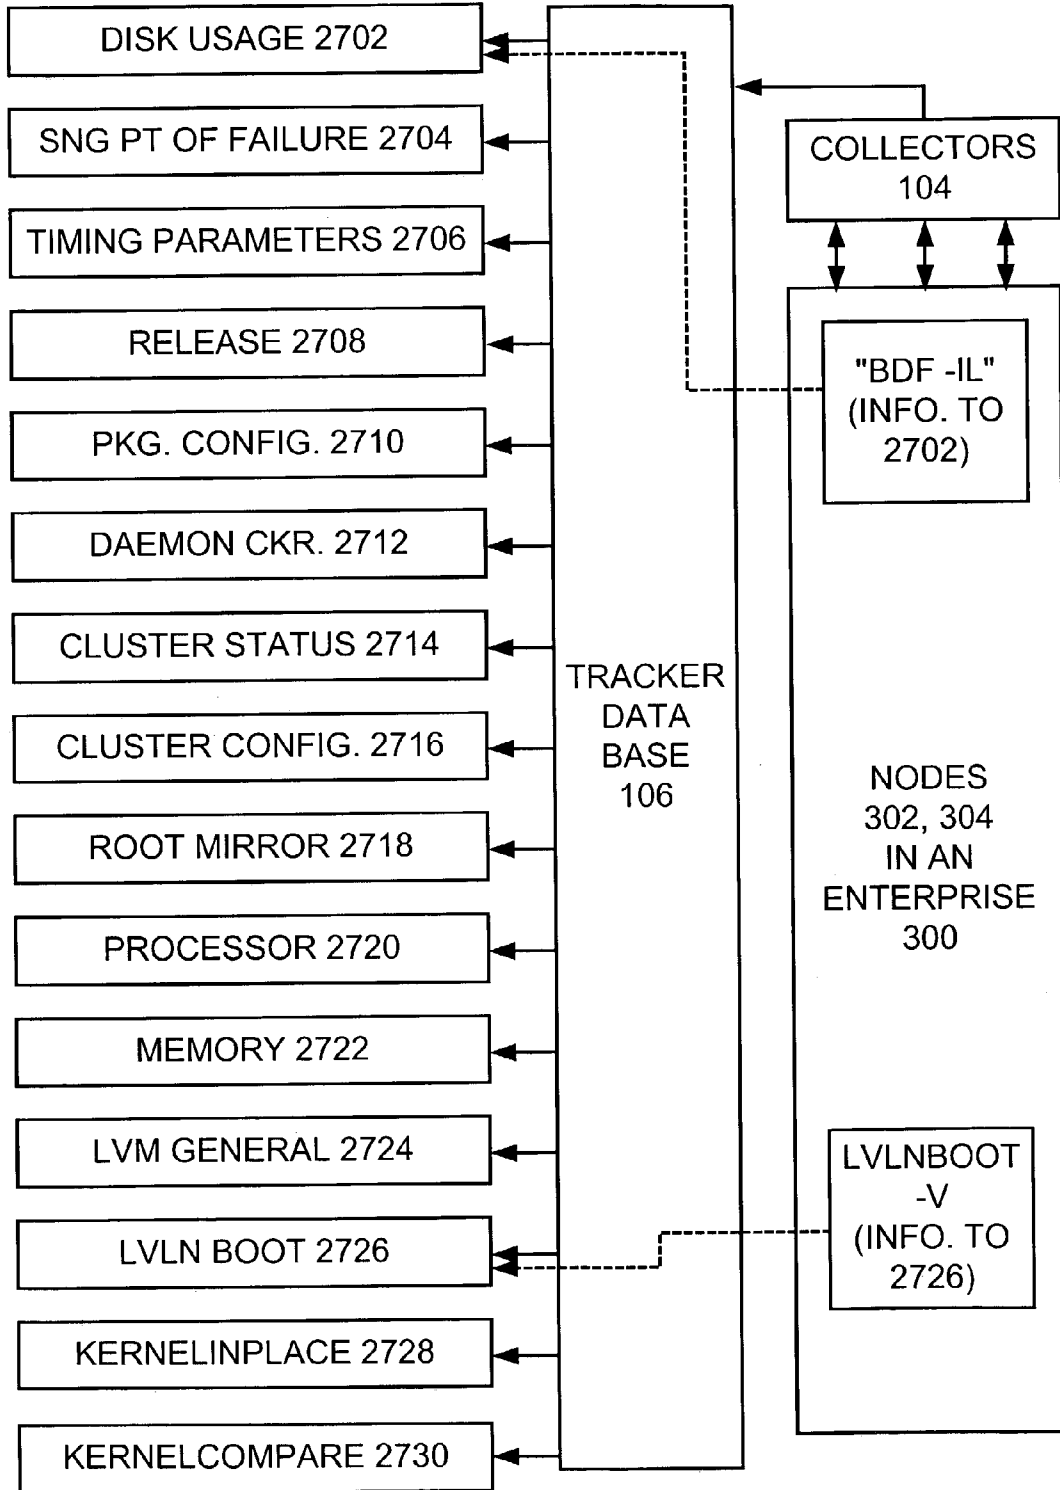 DISK USAGE 2702
SNG PT OF FAILURE 2704
TIMING PARAMETERS 2706
RELEASE 2708
PKG. CONFIG. 2710
DAEMON CKR. 2712
CLUSTER STATUS 2714
CLUSTER CONFIG. 2716
ROOT MIRROR 2718
PROCESSOR 2720
MEMORY 2722
LVM GENERAL 2724
LVLN BOOT 2726
KERNELINPLACE 2728
KERNELCOMPARE 2730
TRACKER
DATA
BASE
106
COLLECTORS
104
"BDF -IL"
(INFO. TO
2702)
NODES
302, 304
IN AN
ENTERPRISE
300
LVLNBOOT
-V
(INFO. TO
2726)